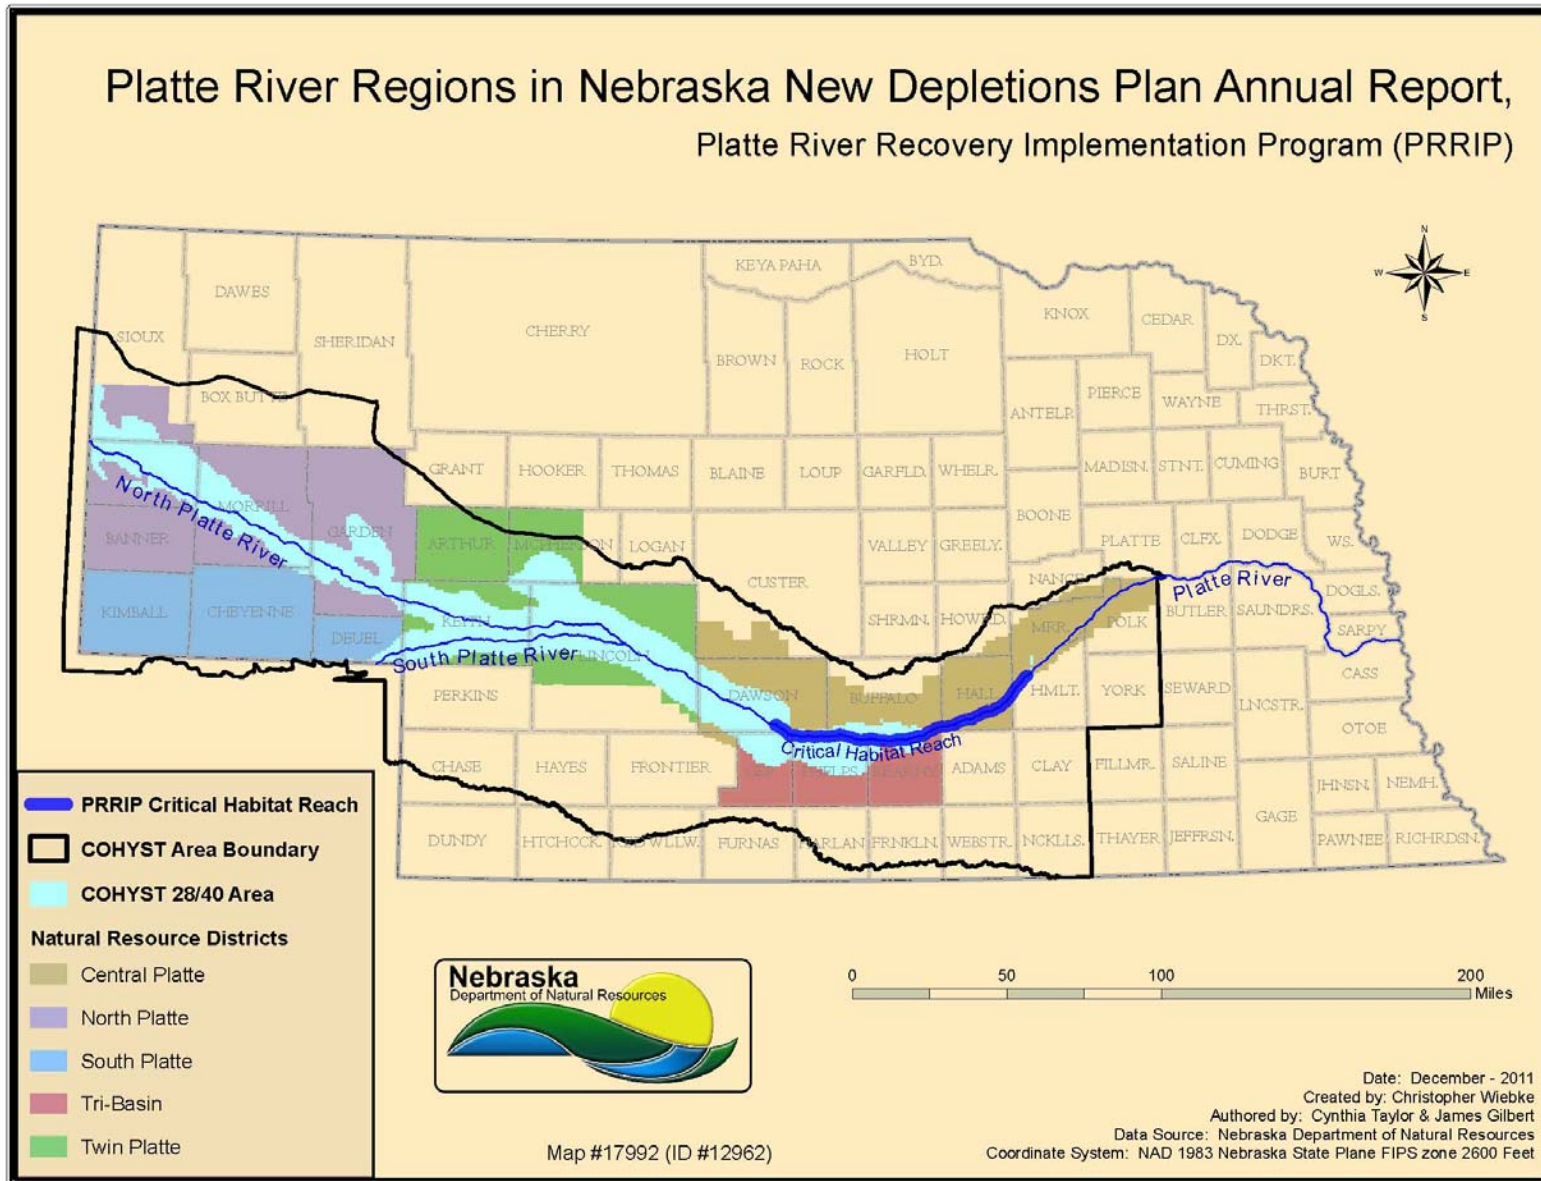 Platte River Regions in Nebraska New Depletions Plan Annual Report,
Platte River Recovery Implementation Program (PRRIP)
N
W E
S
KEYA PAHA
BYD.
DAWES
SIOUX
SHERIDAN
CHERRY
BROWN
ROCK
HOLT
KNOX
CEDAR
DX.
DKT.
BOX BUTTE
ANTELP.
PIERCE
WAYNE
THRST.
GRANT
HOOKER
THOMAS
BLAINE
LOUP
GARFLD.
WHELR.
MADISN.
STNT.
CUMING
BURT
North Platte River
MORRILL
GARDEN
BANNER
ARTHUR
MCPHERSON
LOGAN
CUSTER
VALLEY
GREELY.
BOONE
PLATTE
CLFX.
DODGE
WS.
NANCE
Platte River
KIMBALL
CHEYENNE
DEUEL
KEITH
LINCOLN
South Platte River
SHRMN.
HOWRD.
MRR.
POLK
BUTLER
SAUNDRS.
DOGLS.
SARPY
PERKINS
DAWSON
BUFFALO
HALL
HMLT.
YORK
SEWARD
LNCSTR.
CASS
OTOE
Critical Habitat Reach
CHASE
HAYES
FRONTIER
PHELPS
ADAMS
CLAY
FILLMR.
SALINE
GAGE
JHNSN.
NEMH.
DUNDY
HTCHCCK.
RED WLLW.
FURNAS
HARLAN
FRNKLN.
WEBSTR.
NCKLLS.
THAYER
JEFFRSN.
PAWNEE
RICHRDSN.
PRRIP Critical Habitat Reach
COHYST Area Boundary
COHYST 28/40 Area
Natural Resource Districts
Central Platte
North Platte
South Platte
Tri-Basin
Twin Platte
Nebraska
Department of Natural Resources
0 50 100 200
Miles
Map #17992 (ID #12962)
Date: December - 2011
Created by: Christopher Wiebke
Authored by: Cynthia Taylor & James Gilbert
Data Source: Nebraska Department of Natural Resources
Coordinate System: NAD 1983 Nebraska State Plane FIPS zone 2600 Feet